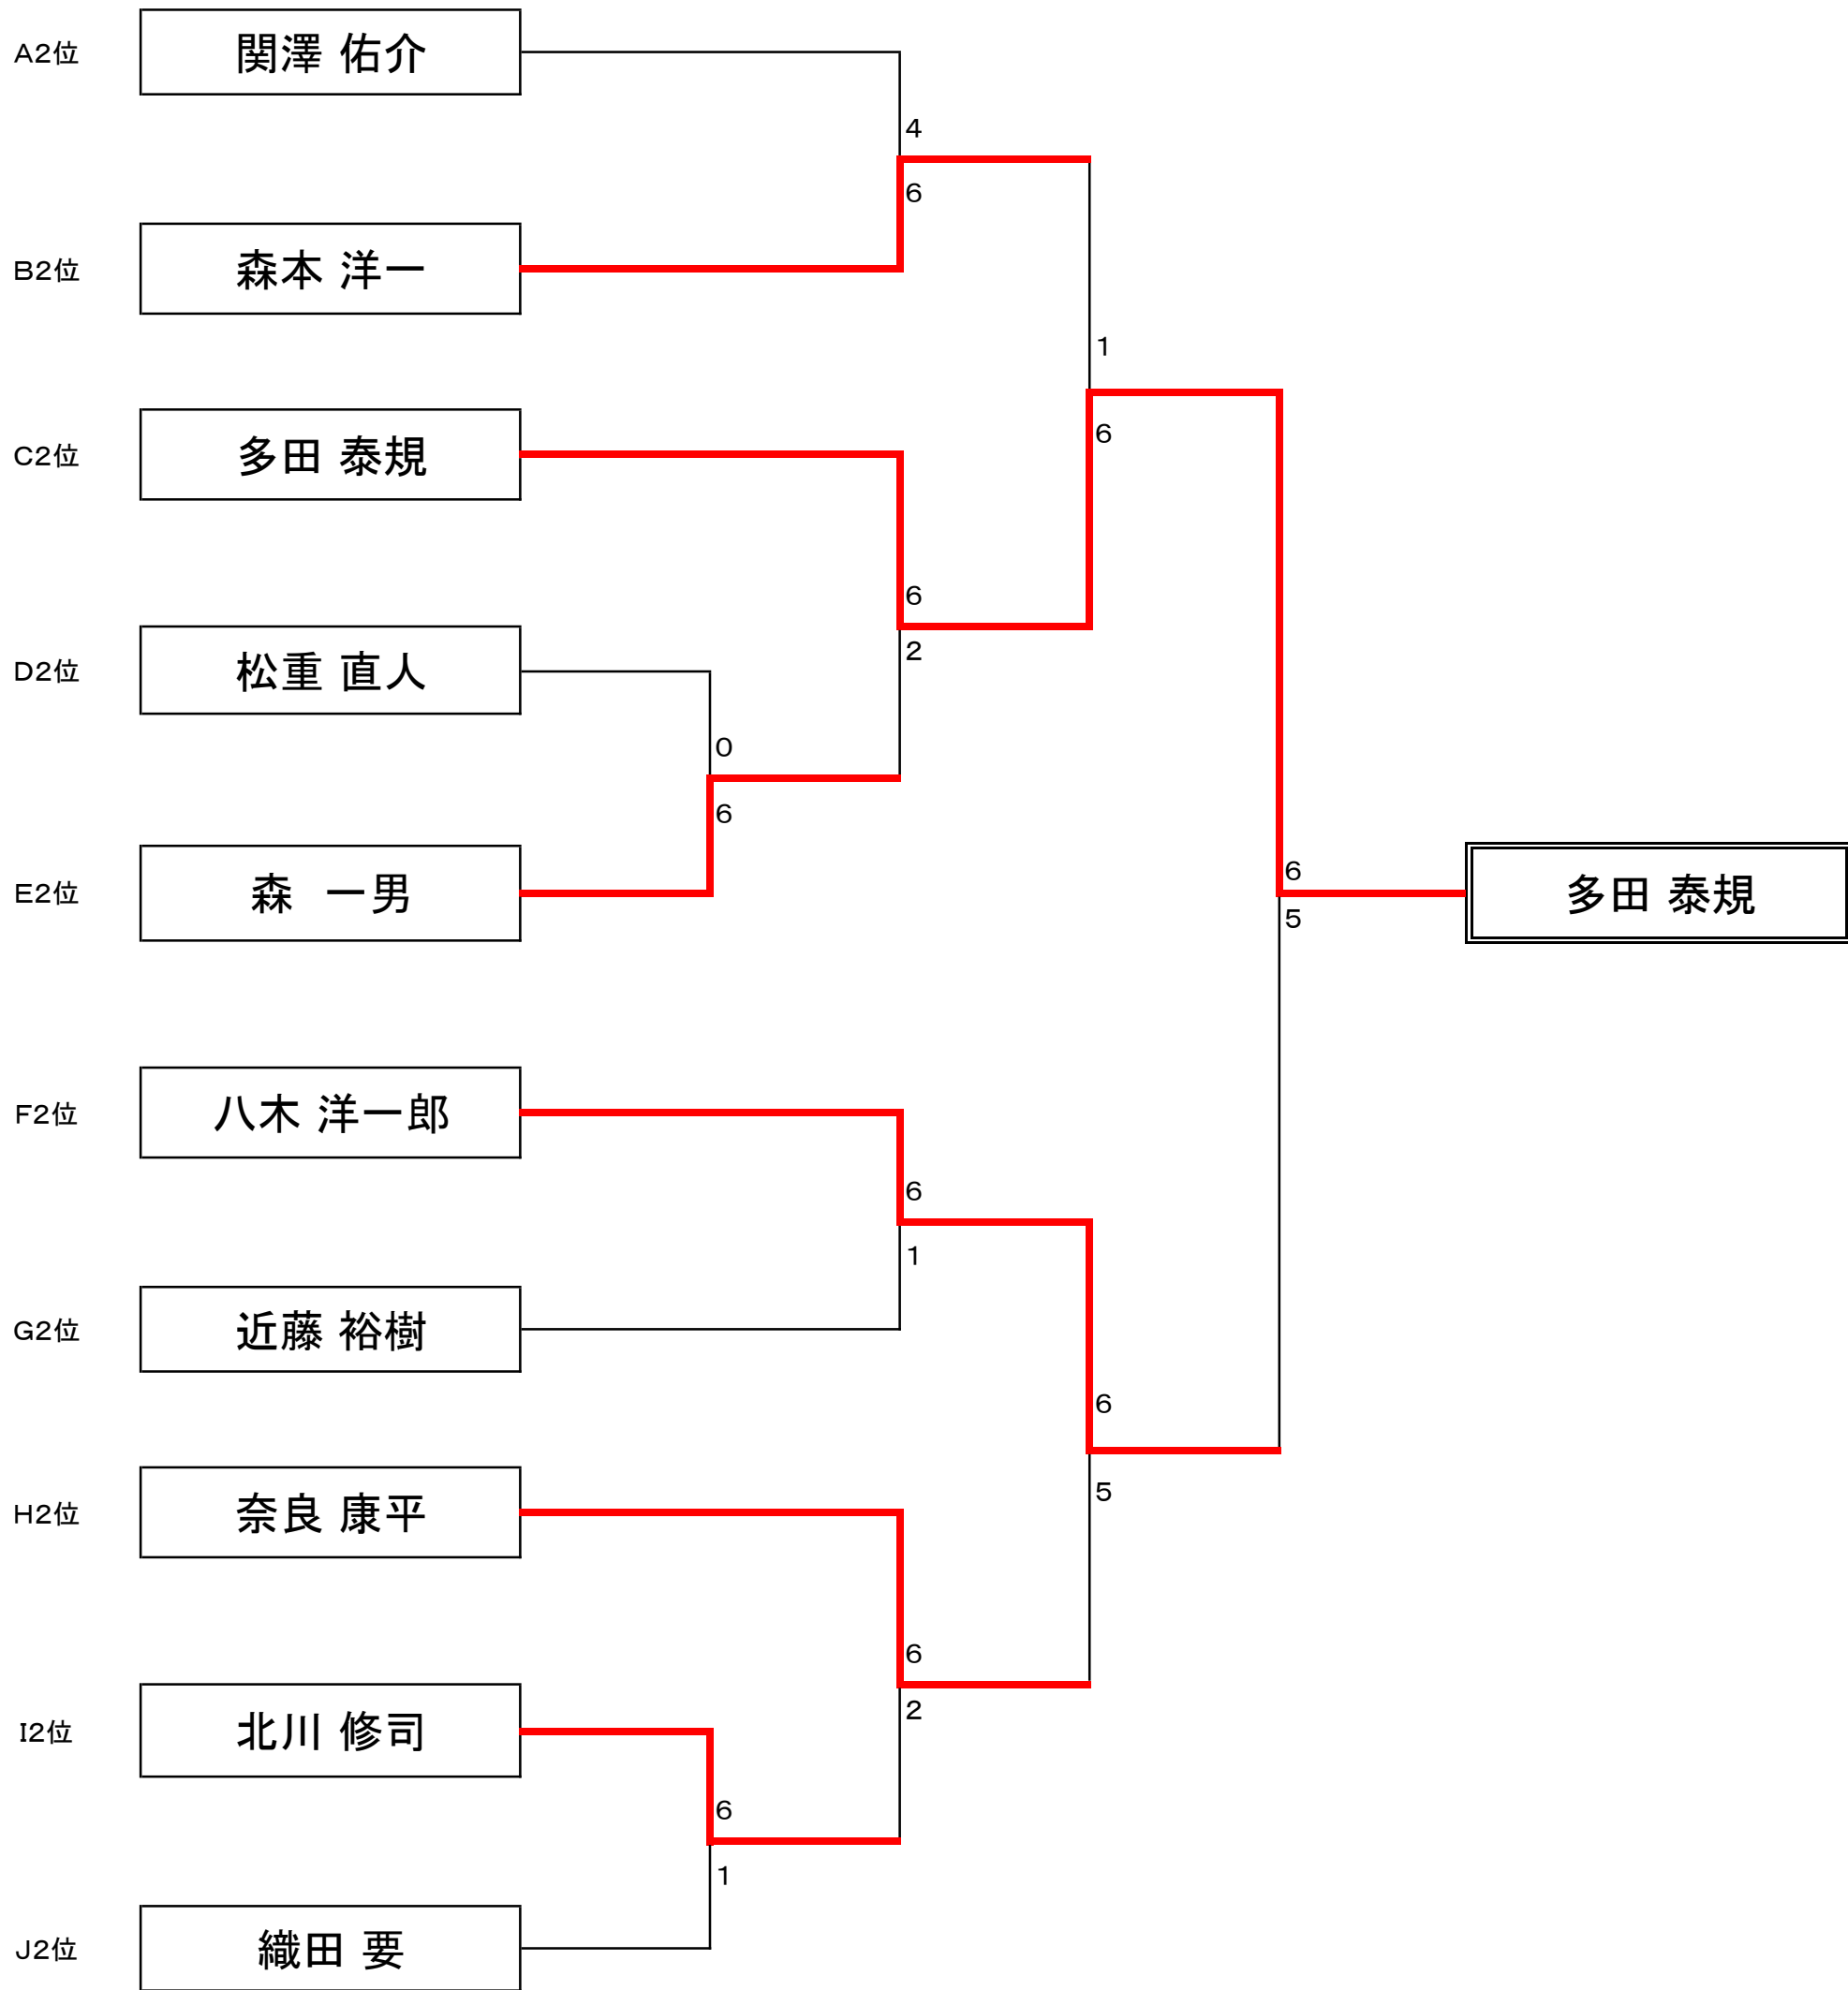 A2位 関澤 佑介
4
6
B2位 森本 洋一
1
6
C2位 多田 泰規
6
2
D2位 松重 直人
0
6
E2位 森 一男
6
5
多田 泰規
F2位 八木 洋一郎
6
1
G2位 近藤 裕樹
6
5
H2位 奈良 康平
6
2
I2位 北川 修司
6
1
J2位 織田 要